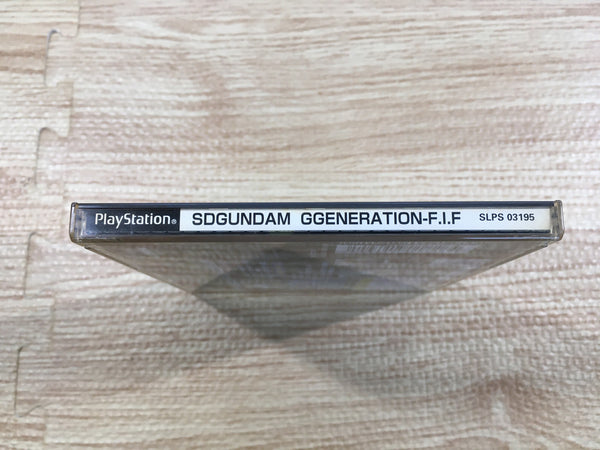 PlayStation® SDGUNDAM GGENERATION-F.I.F SLPS 03195